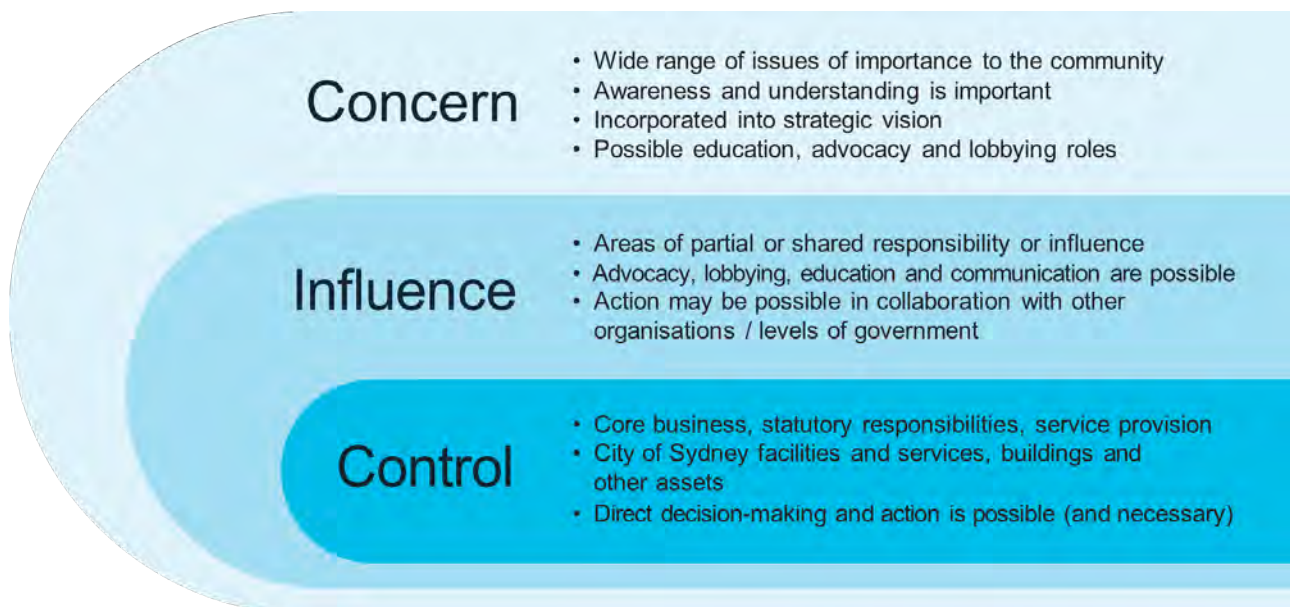 Concern
• Wide range of issues of importance to the community
• Awareness and understanding is important
• Incorporated into strategic vision
• Possible education, advocacy and lobbying roles
Influence
• Areas of partial or shared responsibility or influence
• Advocacy, lobbying, education and communication are possible
• Action may be possible in collaboration with other
organisations / levels of government
Control
• Core business, statutory responsibilities, service provision
• City of Sydney facilities and services, buildings and
other assets
• Direct decision-making and action is possible (and necessary)